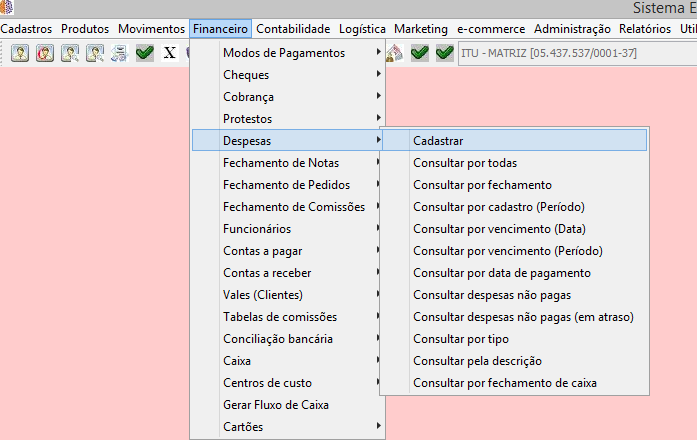 Sistema E
Cadastros Produtos Movimentos Financeiro Contabilidade Logística Marketing e-commerce Administração Relatórios Util
X ITU - MATRIZ [05.437.537/0001-37]
Modos de Pagamentos
Cheques
Cobrança
Protestos
Despesas
Cadastrar
Fechamento de Notas
Consultar por todas
Fechamento de Pedidos
Consultar por fechamento
Fechamento de Comissões
Consultar por cadastro (Período)
Funcionários
Consultar por vencimento (Data)
Contas a pagar
Consultar por vencimento (Período)
Contas a receber
Consultar por data de pagamento
Vales (Clientes)
Consultar despesas não pagas
Tabelas de comissões
Consultar despesas não pagas (em atraso)
Conciliação bancária
Consultar por tipo
Caixa
Consultar pela descrição
Centros de custo
Consultar por fechamento de caixa
Gerar Fluxo de Caixa
Cartões